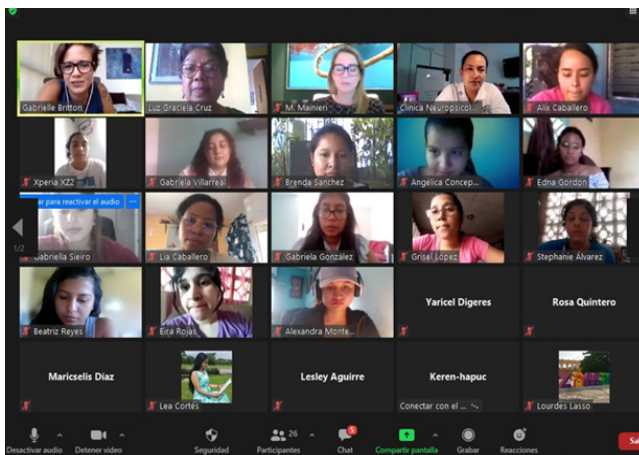 Gabrielle Britton
Luz Graciela Cruz
M. Mainieri
Clinica Neuropsicol
Alix Caballero
Xperia XZ2
Gabriela Villarreal
Brenda Sánchez
Angélica Concep...
Edna Gordon
ar para reactivar el audio
...
1/2
Gabriella Sieiro
Lia Caballero
Gabriela González
Grisel López
Stephanie Álvarez
Beatriz Reyes
Eira Rojas
Alexandra Monte...
Yaricel Digeres
Rosa Quintero
Maricselis Diaz
Lea Cortés
Lesley Aguirre
Keren-hapuc
Conectar con el ...
Lourdes Lasso
Desactivar audio
Detener video
Seguridad
26
Participantes
5
Chat
Compartir pantalla
Grabar
Reacciones
Sal